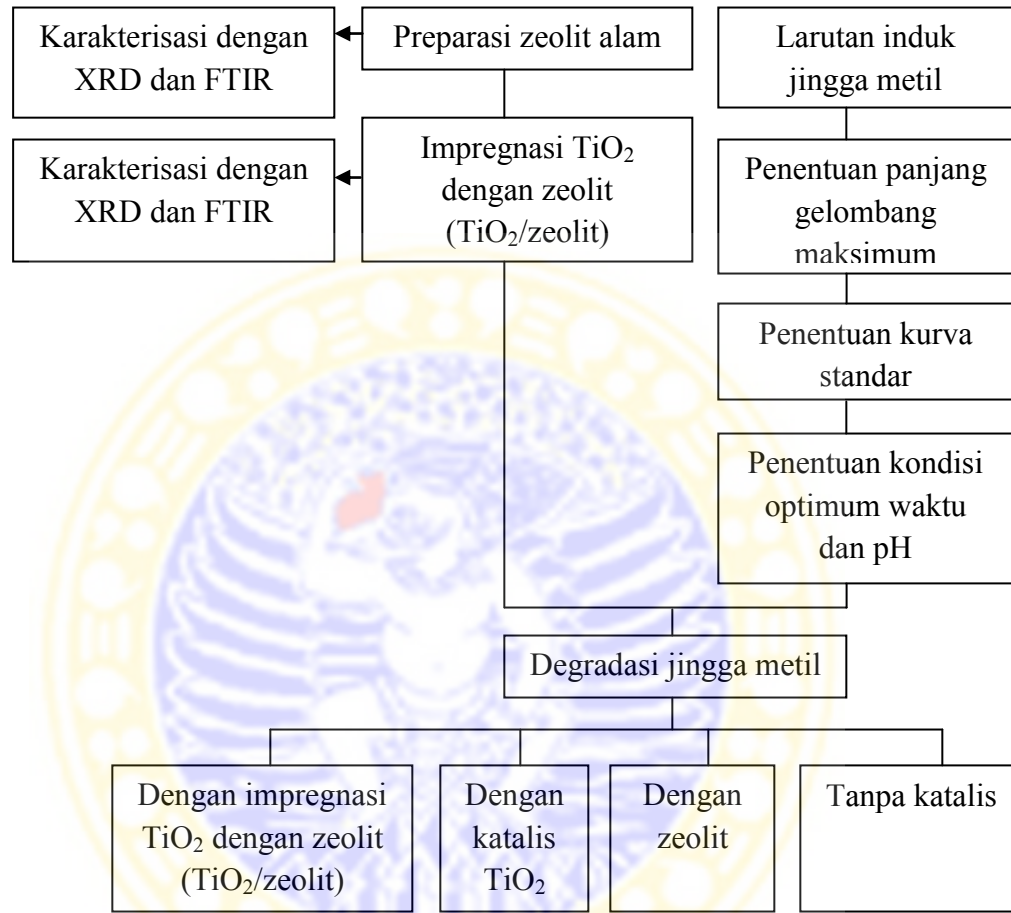 Karakterisasi dengan
XRD dan FTIR
Preparasi zeolit alam
Larutan induk
jingga metil
Karakterisasi dengan
XRD dan FTIR
Impregnasi TiO₂
dengan zeolit
(TiO₂/zeolit)
Penentuan panjang
gelombang
maksimum
Penentuan kurva
standar
Penentuan kondisi
optimum waktu
dan pH
Degradasi jingga metil
Dengan impregnasi
TiO₂ dengan zeolit
(TiO₂/zeolit)
Dengan
katalis
TiO₂
Dengan
zeolit
Tanpa katalis